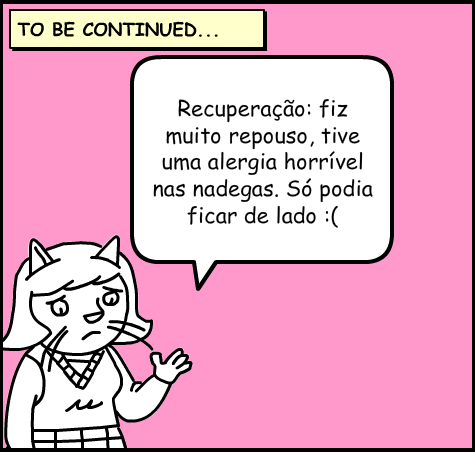 TO BE CONTINUED...
Recuperação: fiz
muito repouso, tive
uma alergia horrível
nas nadegas. Só podia
ficar de lado :(